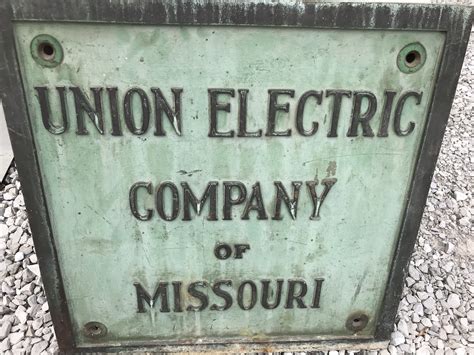 UNION ELECTRIC
COMPANY
OF
MISSOURI